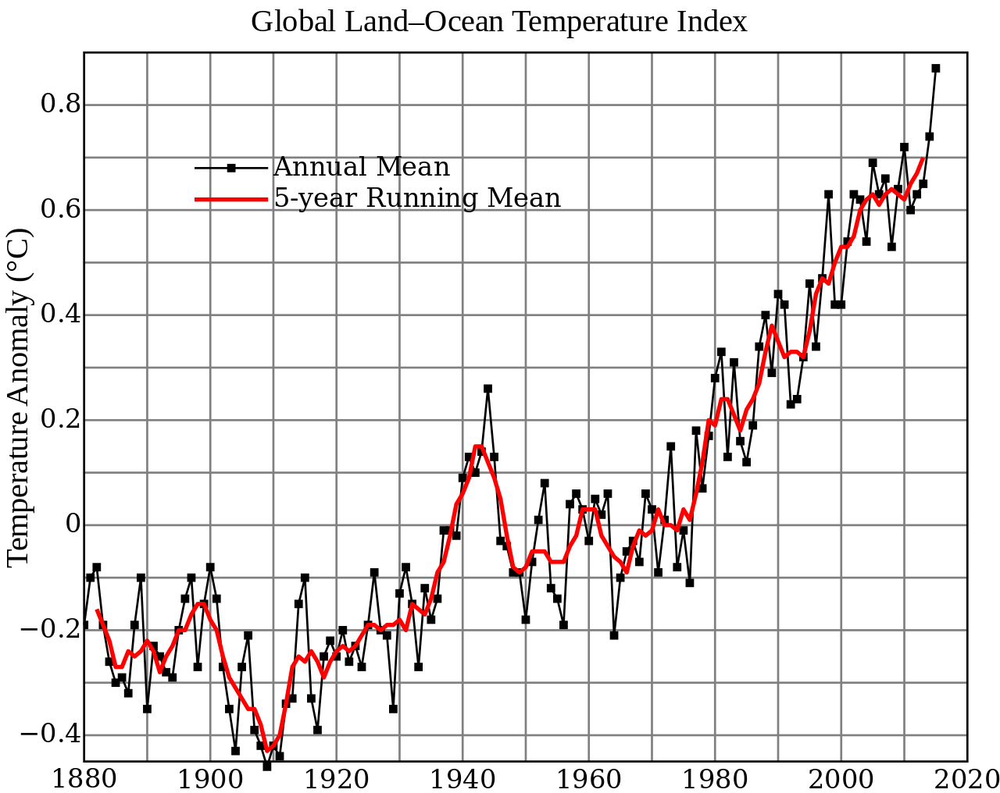 Global Land–Ocean Temperature Index
0.8
Annual Mean
5-year Running Mean
0.6
Temperature Anomaly (°C)
0.4
0.2
0
−0.2
−0.4
1880 1900 1920 1940 1960 1980 2000 2020